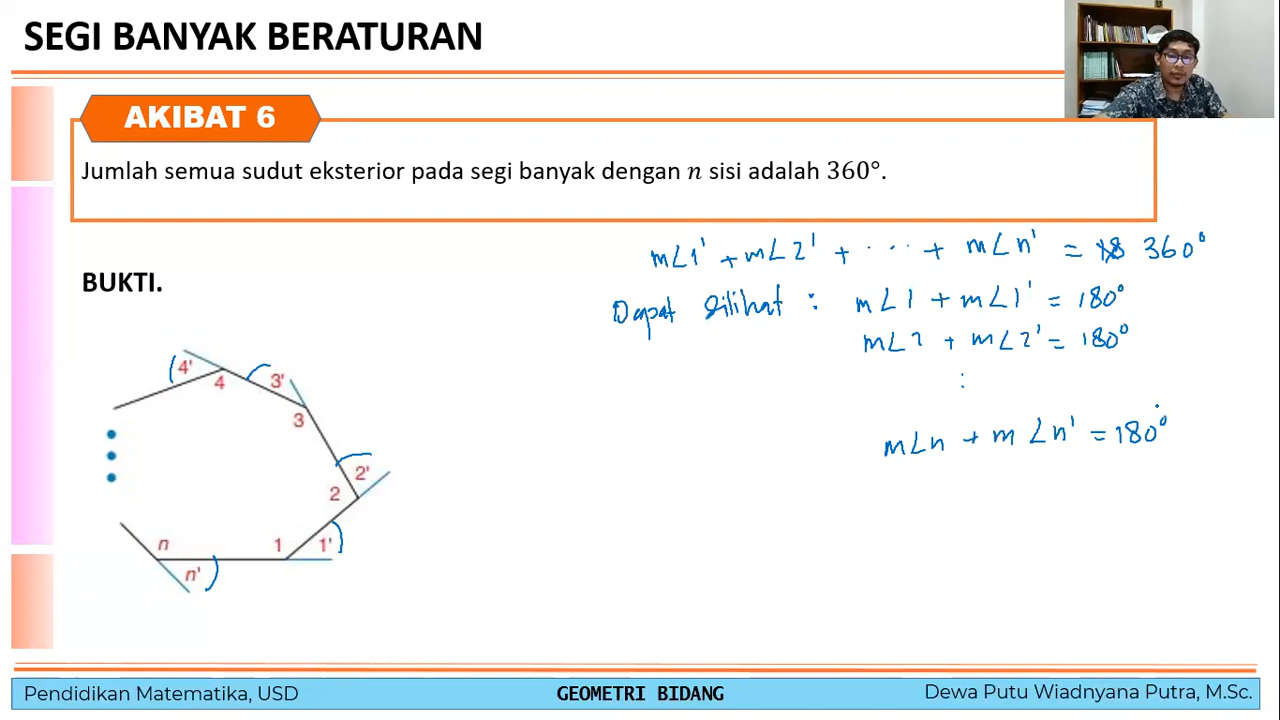 SEGI BANYAK BERATURAN
AKIBAT 6
Jumlah semua sudut eksterior pada segi banyak dengan n sisi adalah 360°.
BUKTI.
m∠1' + m∠2' + ... + m∠n' = 360°
Dapat dilihat : m∠1 + m∠1' = 180°
m∠2 + m∠2' = 180°
:
m∠n + m∠n' = 180°
4'
4
3'
3
2'
2
n
1
1'
n'
Pendidikan Matematika, USD
GEOMETRI BIDANG
Dewa Putu Wiadnyana Putra, M.Sc.